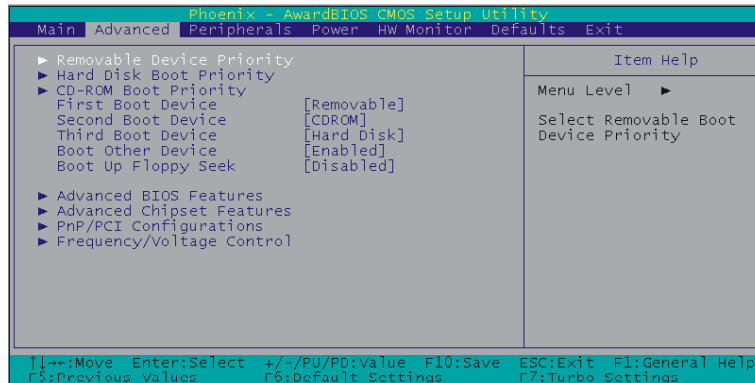 Phoenix - AwardBIOS CMOS Setup Utility
Main Advanced Peripherals Power HW Monitor Defaults Exit
► Removable Device Priority
► Hard Disk Boot Priority
► CD-ROM Boot Priority
First Boot Device [Removable]
Second Boot Device [CDROM]
Third Boot Device [Hard Disk]
Boot Other Device [Enabled]
Boot Up Floppy Seek [Disabled]
► Advanced BIOS Features
► Advanced Chipset Features
► PnP/PCI Configurations
► Frequency/Voltage Control
Item Help
Menu Level ►
Select Removable Boot
Device Priority
↑↓→←:Move Enter:Select +/-/PU/PD:Value F10:Save ESC:Exit F1:General Help
F5:Previous Values F6:Default Settings F7:Turbo Settings